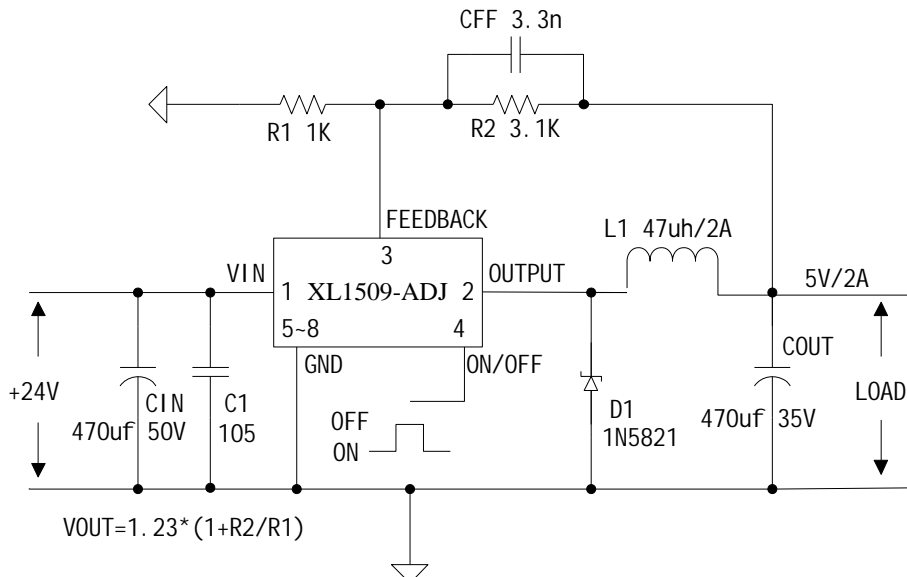 CFF 3.3n
R1 1K
R2 3.1K
FEEDBACK
L1 47uh/2A
3
VIN
OUTPUT
5V/2A
1 XL1509-ADJ 2
5~8
4
GND
ON/OFF
COUT
+24V
CIN
C1
D1
LOAD
470uf 50V
105
OFF
1N5821
470uf 35V
ON
VOUT=1.23*(1+R2/R1)